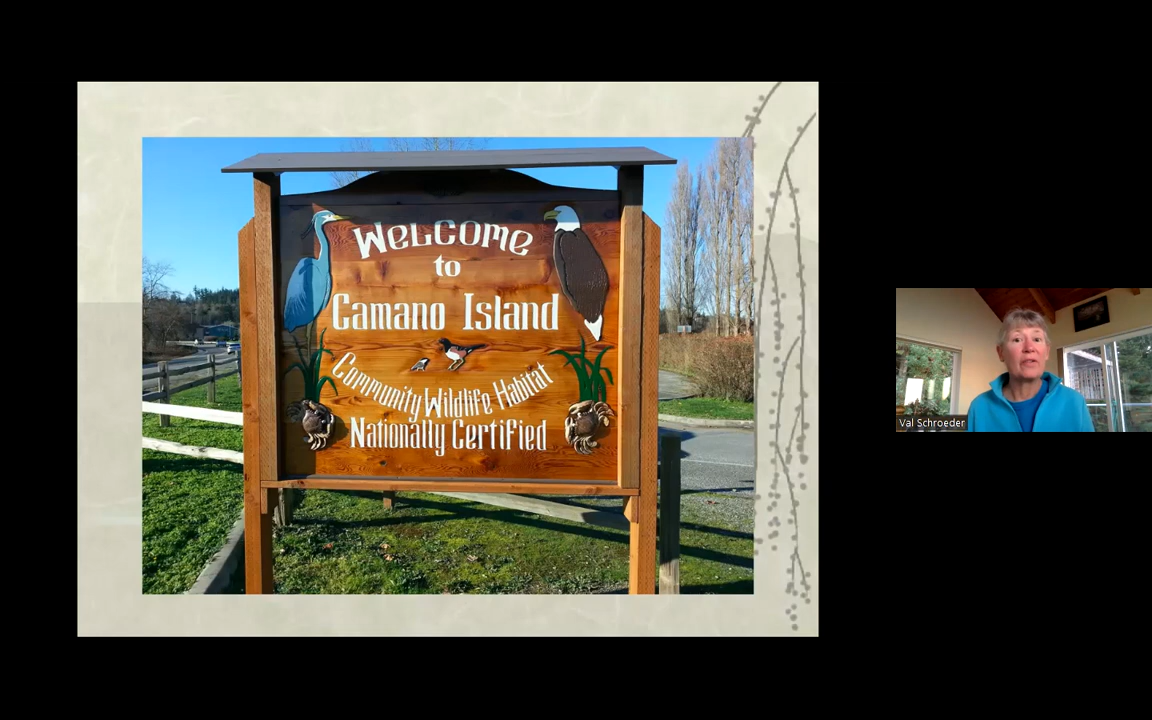 WELCOME
to
Camano Island
Community Wildlife Habitat
Nationally Certified
Val Schroeder